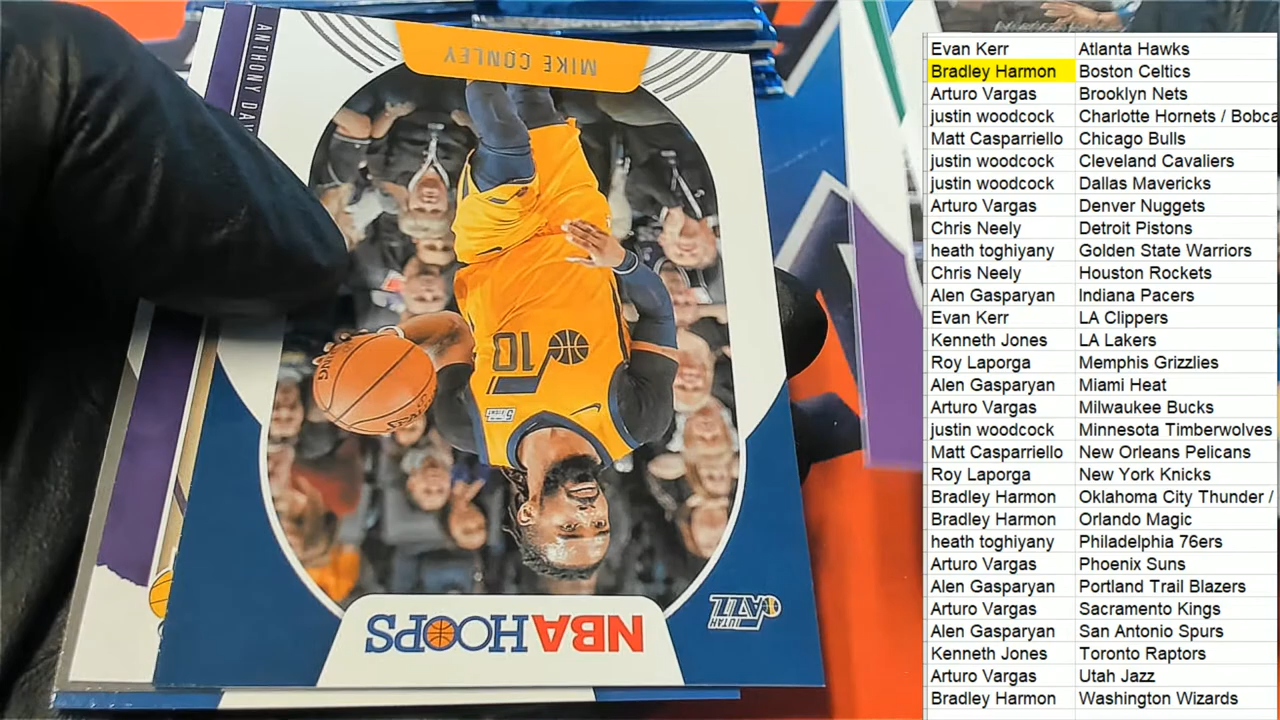 ANTHONY DA
MIKE CONLEY
10
5
NBA HOOPS
UTAH
JAZZ
Evan Kerr Atlanta Hawks
Bradley Harmon Boston Celtics
Arturo Vargas Brooklyn Nets
justin woodcock Charlotte Hornets / Bobca
Matt Casparriello Chicago Bulls
justin woodcock Cleveland Cavaliers
justin woodcock Dallas Mavericks
Arturo Vargas Denver Nuggets
Chris Neely Detroit Pistons
heath toghiyany Golden State Warriors
Chris Neely Houston Rockets
Alen Gasparyan Indiana Pacers
Evan Kerr LA Clippers
Kenneth Jones LA Lakers
Roy Laporga Memphis Grizzlies
Alen Gasparyan Miami Heat
Arturo Vargas Milwaukee Bucks
justin woodcock Minnesota Timberwolves
Matt Casparriello New Orleans Pelicans
Roy Laporga New York Knicks
Bradley Harmon Oklahoma City Thunder /
Bradley Harmon Orlando Magic
heath toghiyany Philadelphia 76ers
Arturo Vargas Phoenix Suns
Alen Gasparyan Portland Trail Blazers
Arturo Vargas Sacramento Kings
Alen Gasparyan San Antonio Spurs
Kenneth Jones Toronto Raptors
Arturo Vargas Utah Jazz
Bradley Harmon Washington Wizards